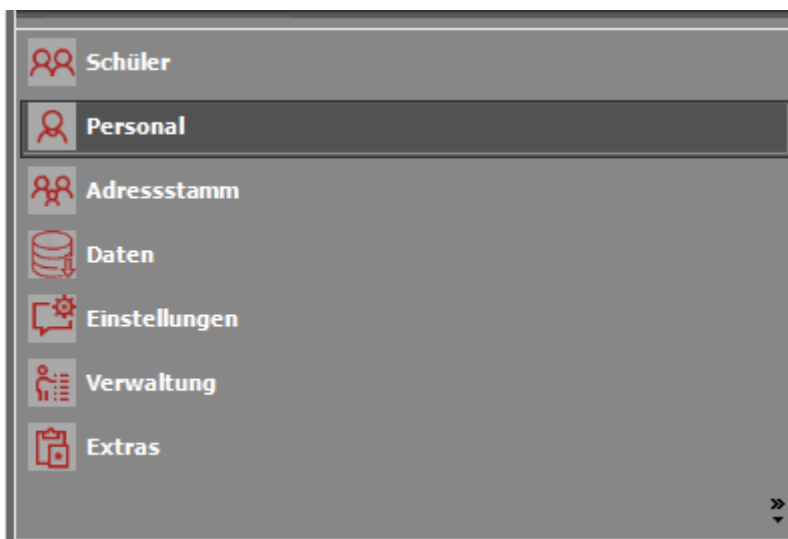 Schüler
Personal
Adressstamm
Daten
Einstellungen
Verwaltung
Extras